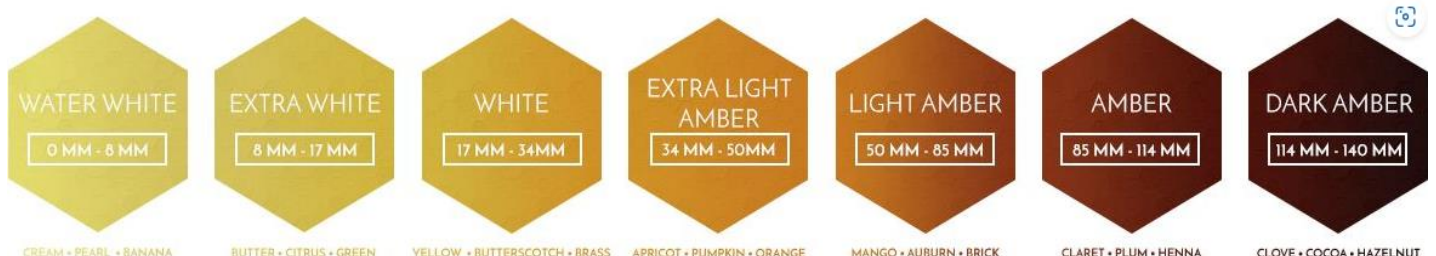 WATER WHITE
0 MM - 8 MM
CREAM • PEARL • BANANA
EXTRA WHITE
8 MM - 17 MM
BUTTER • CITRUS • GREEN
WHITE
17 MM - 34MM
YELLOW • BUTTERSCOTCH • BRASS
EXTRA LIGHT
AMBER
34 MM - 50MM
APRICOT • PUMPKIN • ORANGE
LIGHT AMBER
50 MM - 85 MM
MANGO • AUBURN • BRICK
AMBER
85 MM - 114 MM
CLARET • PLUM • HENNA
DARK AMBER
114 MM - 140 MM
CLOVE • COCOA • HAZELNUT